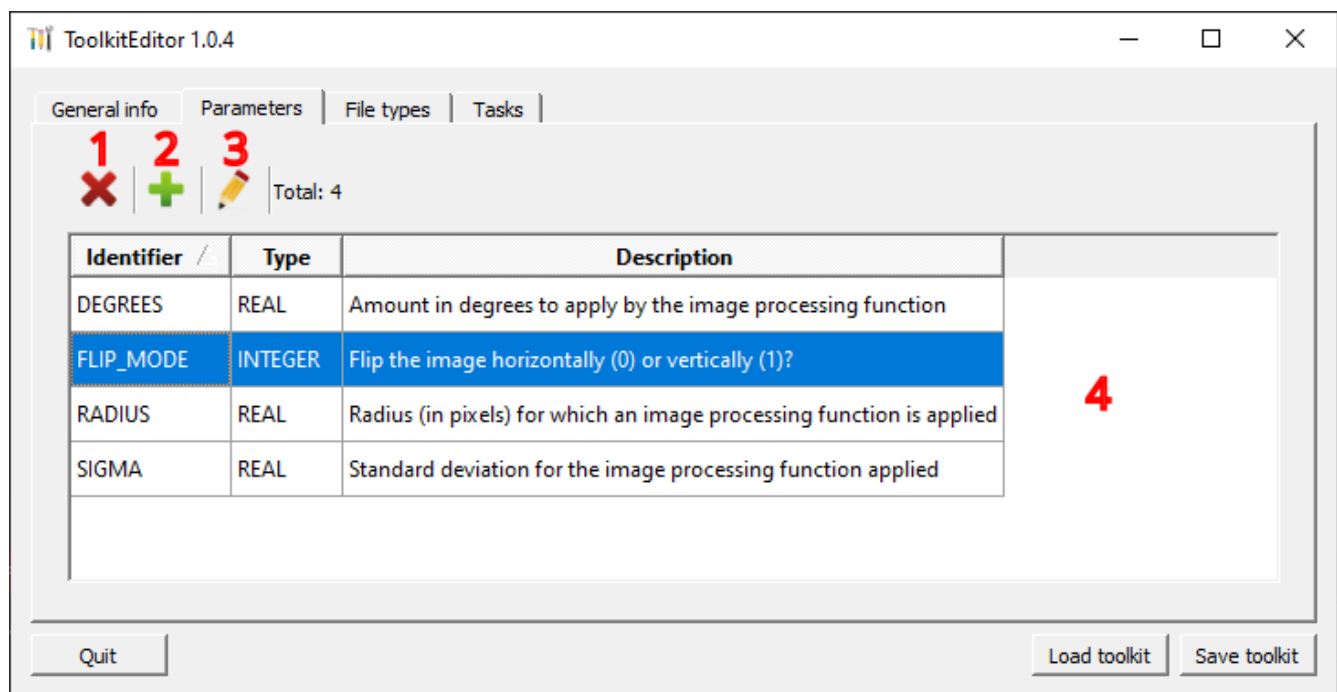 ToolkitEditor 1.0.4
General info Parameters File types Tasks
1 2 3
Total: 4
Identifier Type Description
DEGREES REAL Amount in degrees to apply by the image processing function
FLIP_MODE INTEGER Flip the image horizontally (0) or vertically (1)?
4
RADIUS REAL Radius (in pixels) for which an image processing function is applied
SIGMA REAL Standard deviation for the image processing function applied
Quit Load toolkit Save toolkit